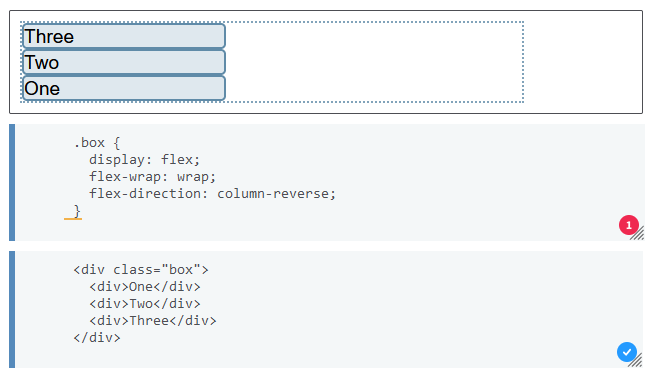 Three
Two
One
.box {
  display: flex;
  flex-wrap: wrap;
  flex-direction: column-reverse;
}
1
<div class="box">
  <div>One</div>
  <div>Two</div>
  <div>Three</div>
</div>